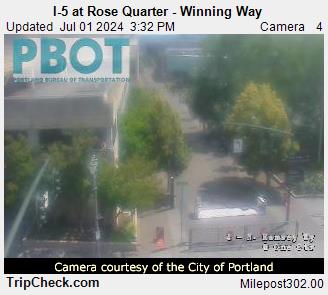 I-5 at Rose Quarter - Winning Way
Updated Jul 01 2024 3:32 PM Camera 4
PBOT
PORTLAND BUREAU OF TRANSPORTATION
Camera courtesy of the City of Portland
TripCheck.com Milepost302.00